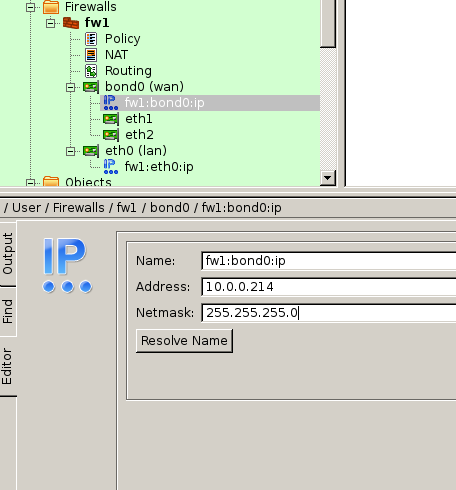 Firewalls
fw1
Policy
NAT
Routing
bond0 (wan)
IP fw1:bond0:ip
eth1
eth2
eth0 (lan)
IP fw1:eth0:ip
Objects
/ User / Firewalls / fw1 / bond0 / fw1:bond0:ip
Output
Find
Editor
IP
Name: fw1:bond0:ip
Address: 10.0.0.214
Netmask: 255.255.255.0
Resolve Name